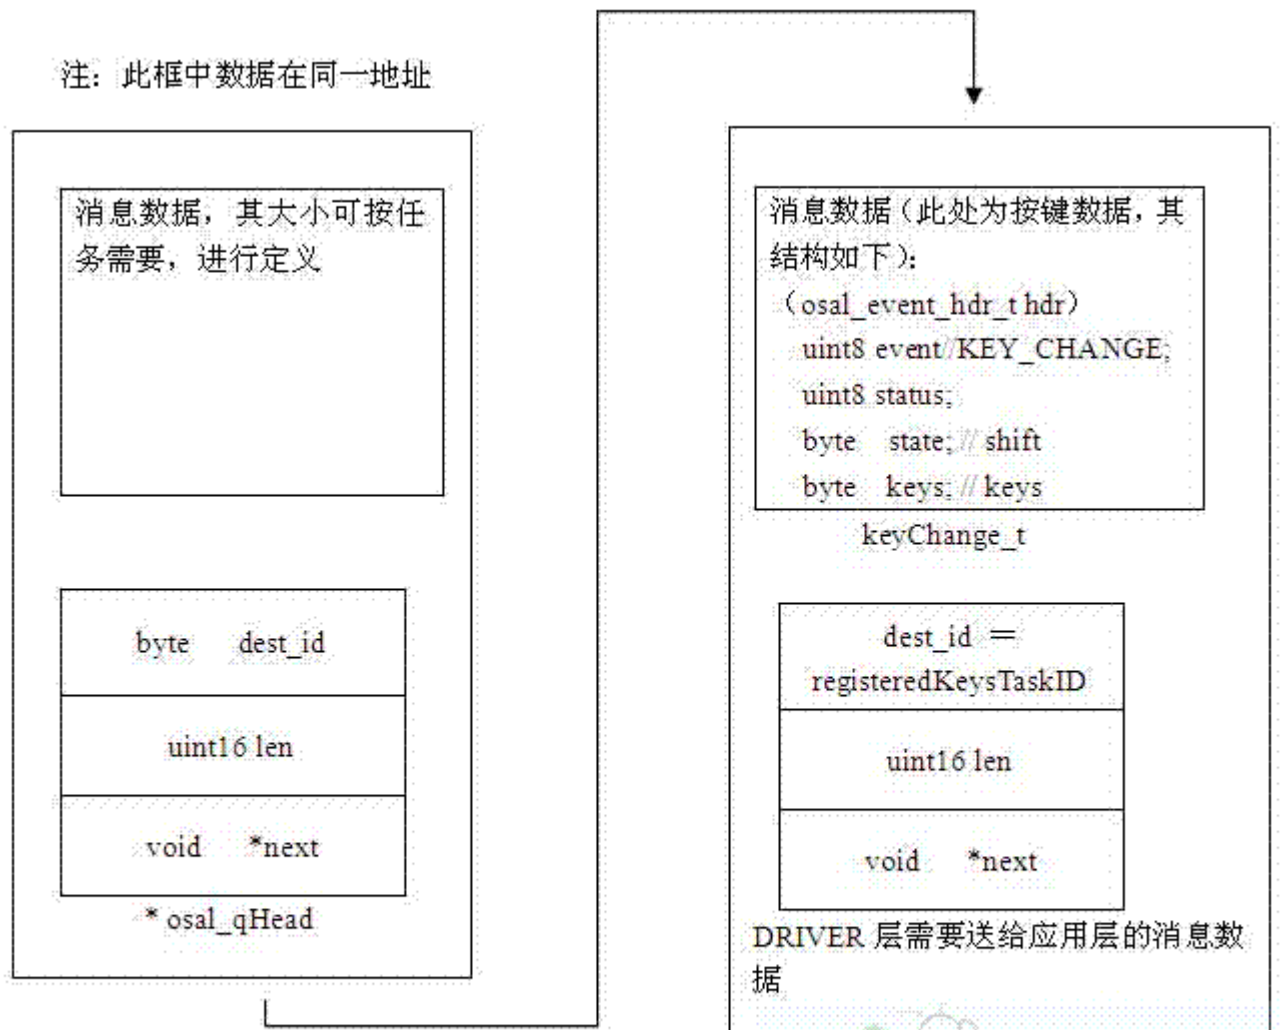 注：此框中数据在同一地址
消息数据，其大小可按任
务需要，进行定义
byte dest_id
uint16 len
void *next
* osal_qHead
消息数据（此处为按键数据，其
结构如下）：
（osal_event_hdr_t hdr）
uint8 event//KEY_CHANGE;
uint8 status;
byte state; // shift
byte keys; // keys
keyChange_t
dest_id ＝
registeredKeysTaskID
uint16 len
void *next
DRIVER 层需要送给应用层的消息数
据